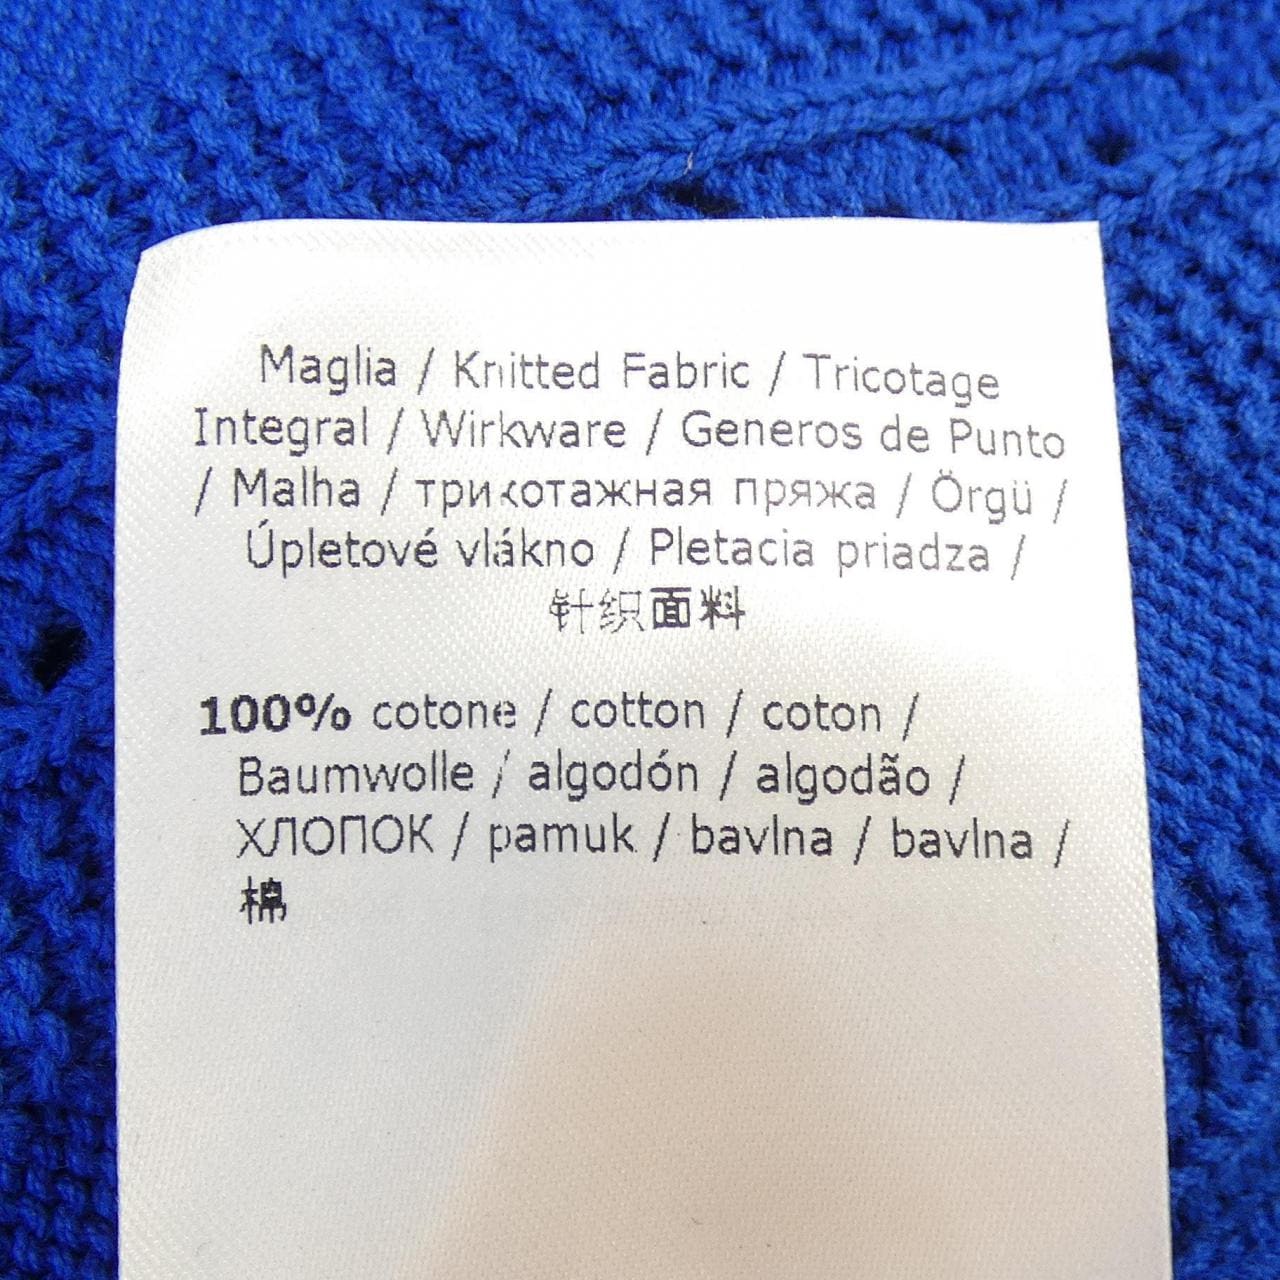 Maglia / Knitted Fabric / Tricotage
Integral / Wirkware / Generos de Punto
/ Malha / трикотажная пряжа / Örgü /
Úpletové vlákno / Pletacia priadza /
针织面料
100% cotone / cotton / coton /
Baumwolle / algodón / algodão /
ХЛОПОК / pamuk / bavlna / bavlna /
棉